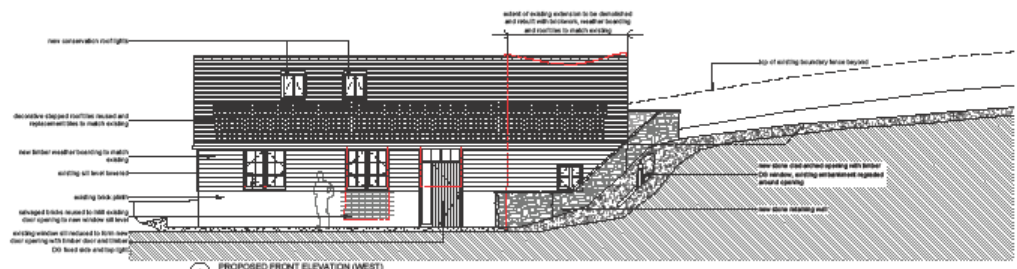 extent of existing extension to be demolished
and rebuilt with brickwork, weather boarding
and rooftiles to match existing
new conservation rooflights
top of existing boundary fence beyond
decorative stepped rooftiles reused and
replacement tiles to match existing
new timber weather boarding to match
existing
existing sill level lowered
existing brick plinth
salvaged bricks reused to infill existing
door opening to new window sill level
existing window sill reduced to form new
door opening with timber door and timber
DG fixed side and top light
new stone clad arched opening with timber
DG window, existing embankment regraded
around opening
new stone retaining wall
PROPOSED FRONT ELEVATION (WEST)